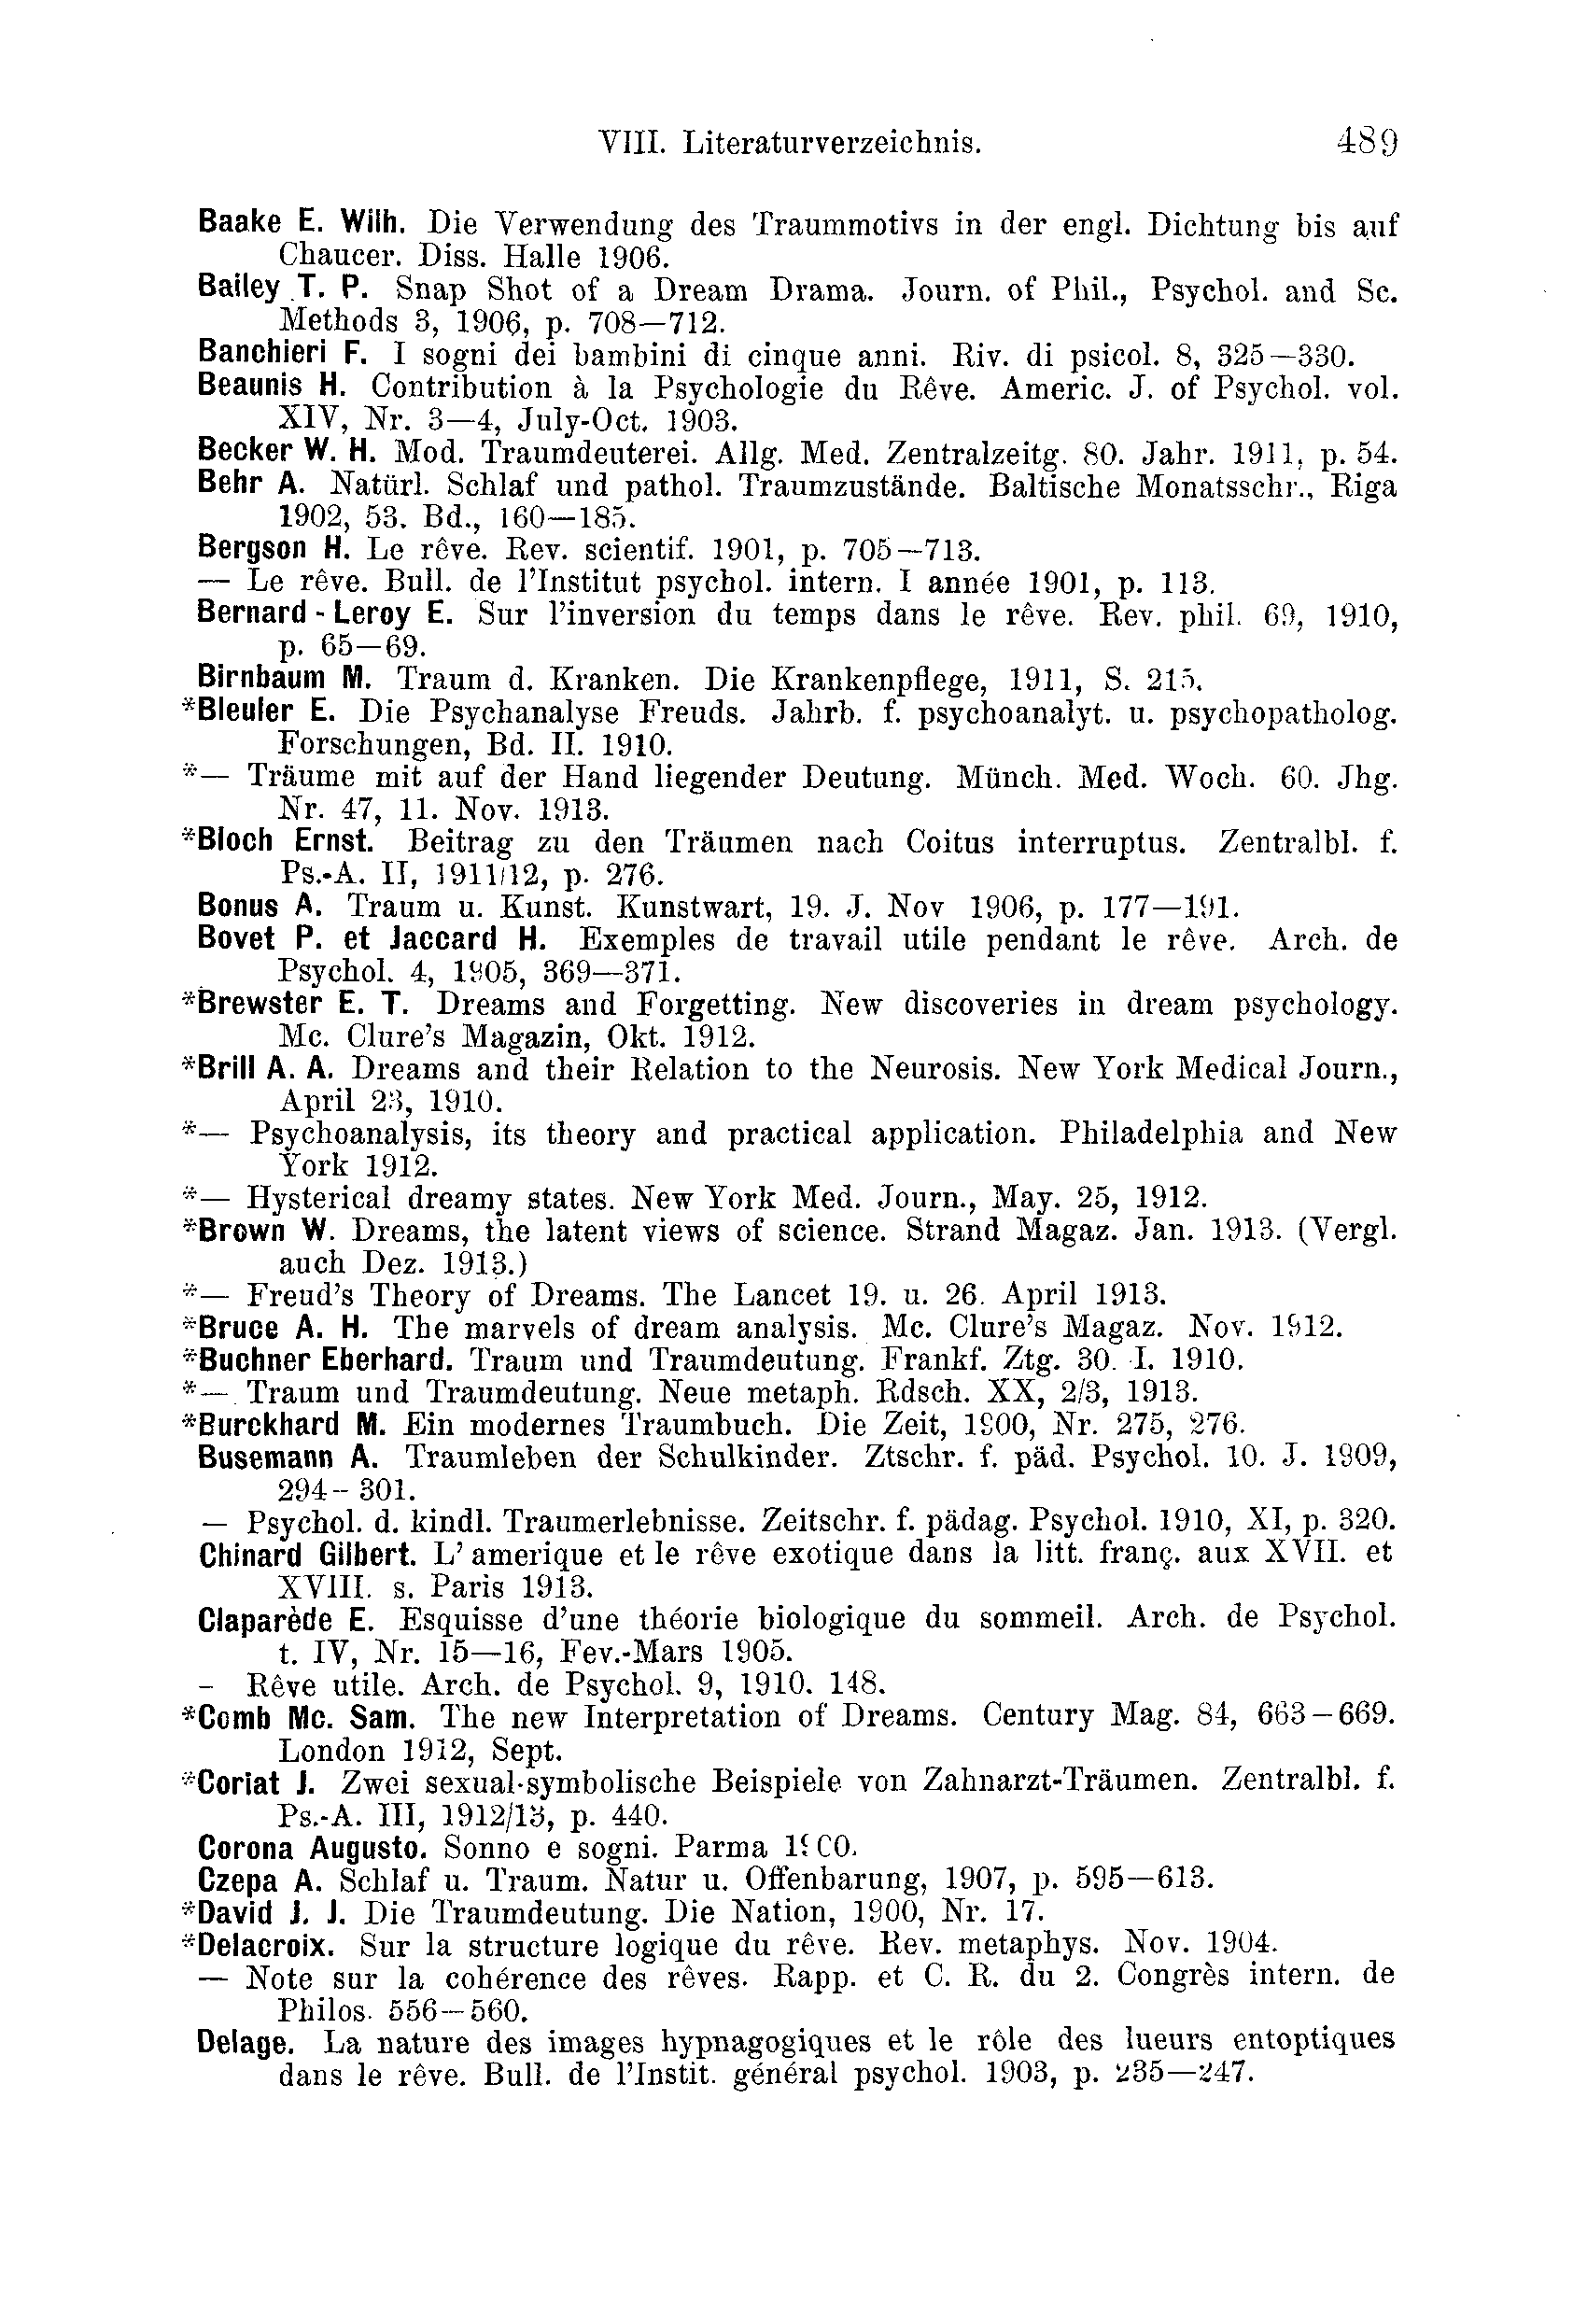 VIII. Literaturverzeichnis. 489
Baake E. Wilh. Die Verwendung des Traummotivs in der engl. Dichtung bis auf
Chaucer. Diss. Halle 1906.
Bailey T. P. Snap Shot of a Dream Drama. Journ. of Phil., Psychol. and Sc.
Methods 3, 1906, p. 708—712.
Banchieri F. I sogni dei bambini di cinque anni. Riv. di psicol. 8, 325—330.
Beaunis H. Contribution à la Psychologie du Rêve. Americ. J. of Psychol. vol.
XIV, Nr. 3—4, July-Oct. 1903.
Becker W. H. Mod. Traumdeuterei. Allg. Med. Zentralzeitg. 80. Jahr. 1911, p. 54.
Behr A. Natürl. Schlaf und pathol. Traumzustände. Baltische Monatsschr., Riga
1902, 53. Bd., 160—185.
Bergson H. Le rêve. Rev. scientif. 1901, p. 705—713.
— Le rêve. Bull. de l'Institut psychol. intern. I année 1901, p. 113.
Bernard-Leroy E. Sur l'inversion du temps dans le rêve. Rev. phil. 69, 1910,
p. 65—69.
Birnbaum M. Traum d. Kranken. Die Krankenpflege, 1911, S. 215.
*Bleuler E. Die Psychanalyse Freuds. Jahrb. f. psychoanalyt. u. psychopatholog.
Forschungen, Bd. II. 1910.
*— Träume mit auf der Hand liegender Deutung. Münch. Med. Woch. 60. Jhg.
Nr. 47, 11. Nov. 1913.
*Bloch Ernst. Beitrag zu den Träumen nach Coitus interruptus. Zentralbl. f.
Ps.-A. II, 1911/12, p. 276.
Bonus A. Traum u. Kunst. Kunstwart, 19. J. Nov 1906, p. 177—191.
Bovet P. et Jaccard H. Exemples de travail utile pendant le rêve. Arch. de
Psychol. 4, 1905, 369—371.
*Brewster E. T. Dreams and Forgetting. New discoveries in dream psychology.
Mc. Clure's Magazin, Okt. 1912.
*Brill A. A. Dreams and their Relation to the Neurosis. New York Medical Journ.,
April 23, 1910.
*— Psychoanalysis, its theory and practical application. Philadelphia and New
York 1912.
*— Hysterical dreamy states. New York Med. Journ., May. 25, 1912.
*Brown W. Dreams, the latent views of science. Strand Magaz. Jan. 1913. (Vergl.
auch Dez. 1913.)
*— Freud's Theory of Dreams. The Lancet 19. u. 26. April 1913.
*Bruce A. H. The marvels of dream analysis. Mc. Clure's Magaz. Nov. 1912.
*Buchner Eberhard. Traum und Traumdeutung. Frankf. Ztg. 30. I. 1910.
*— Traum und Traumdeutung. Neue metaph. Rdsch. XX, 2/3, 1913.
*Burckhard M. Ein modernes Traumbuch. Die Zeit, 1900, Nr. 275, 276.
Busemann A. Traumleben der Schulkinder. Ztschr. f. päd. Psychol. 10. J. 1909,
294—301.
— Psychol. d. kindl. Traumerlebnisse. Zeitschr. f. pädag. Psychol. 1910, XI, p. 320.
Chinard Gilbert. L' amerique et le rêve exotique dans la litt. franç. aux XVII. et
XVIII. s. Paris 1913.
Claparède E. Esquisse d'une théorie biologique du sommeil. Arch. de Psychol.
t. IV, Nr. 15—16, Fev.-Mars 1905.
— Rêve utile. Arch. de Psychol. 9, 1910. 148.
*Comb Mc. Sam. The new Interpretation of Dreams. Century Mag. 84, 663—669.
London 1912, Sept.
*Coriat J. Zwei sexual-symbolische Beispiele von Zahnarzt-Träumen. Zentralbl. f.
Ps.-A. III, 1912/13, p. 440.
Corona Augusto. Sonno e sogni. Parma
Czepa A. Schlaf u. Traum. Natur u. Offenbarung, 1907, p. 595—613.
*David J. J. Die Traumdeutung. Die Nation, 1900, Nr. 17.
*Delacroix. Sur la structure logique du rêve. Rev. metaphys. Nov. 1904.
— Note sur la cohérence des rêves. Rapp. et C. R. du 2. Congrès intern. de
Philos. 556—560.
Delage. La nature des images hypnagogiques et le rôle des lueurs entoptiques
dans le rêve. Bull. de l'Instit. général psychol. 1903, p. 235—247.